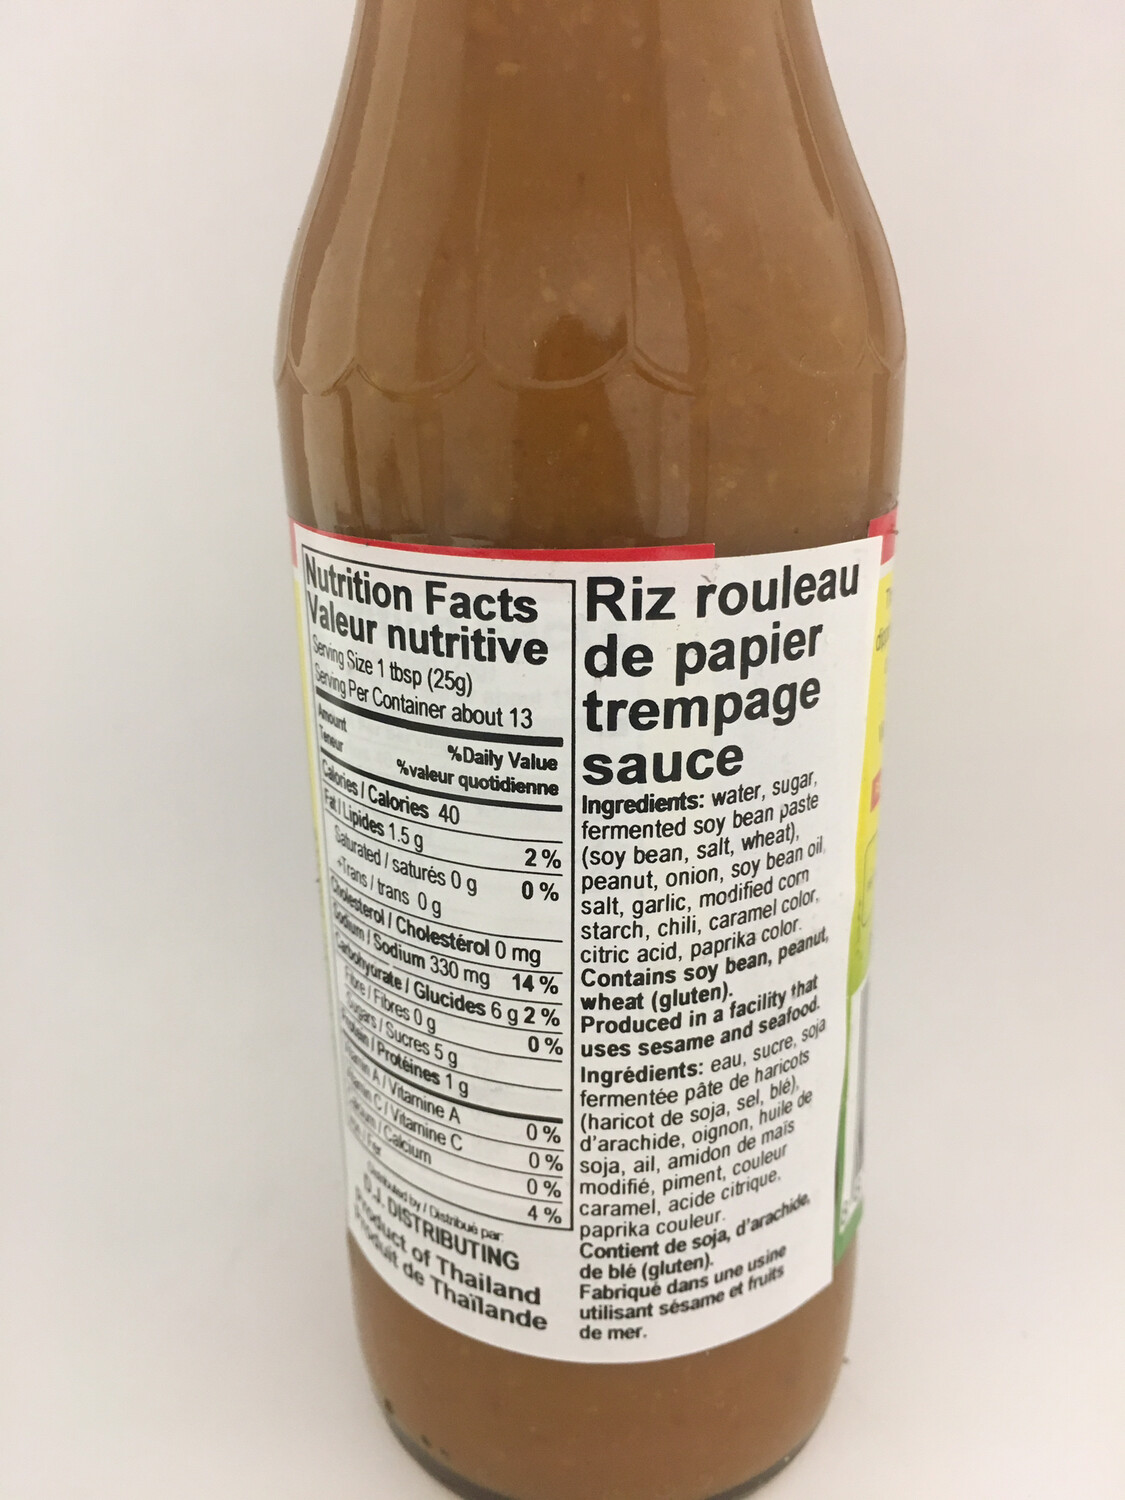 Nutrition Facts
Valeur nutritive
Serving Size 1 tbsp (25g)
Serving Per Container about 13
Amount
Teneur
%Daily Value
%valeur quotidienne
Calories / Calories 40
Fat / Lipides 1.5 g 2 %
Saturated / saturés 0 g 0 %
+Trans / trans 0 g
Cholesterol / Cholestérol 0 mg
Sodium / Sodium 330 mg 14 %
Carbohydrate / Glucides 6 g 2 %
Fibre / Fibres 0 g 0 %
Sugars / Sucres 5 g
Protein / Protéines 1 g
Vitamin A / Vitamine A 0 %
Vitamin C / Vitamine C 0 %
Calcium / Calcium 0 %
Iron / Fer 4 %
Distributed by / Distribué par
D.J. DISTRIBUTING
Product of Thailand
Produit de Thaïlande
Riz rouleau
de papier
trempage
sauce
Ingredients: water, sugar,
fermented soy bean paste
(soy bean, salt, wheat),
peanut, onion, soy bean oil,
salt, garlic, modified corn
starch, chili, caramel color,
citric acid, paprika color.
Contains soy bean, peanut,
wheat (gluten).
Produced in a facility that
uses sesame and seafood.
Ingrédients: eau, sucre, soja
fermentée pâte de haricots
(haricot de soja, sel, blé),
d'arachide, oignon, huile de
soja, ail, amidon de maïs
modifié, piment, couleur
caramel, acide citrique,
paprika couleur.
Contient de soja, d'arachide,
de blé (gluten).
Fabriqué dans une usine
utilisant sésame et fruits
de mer.